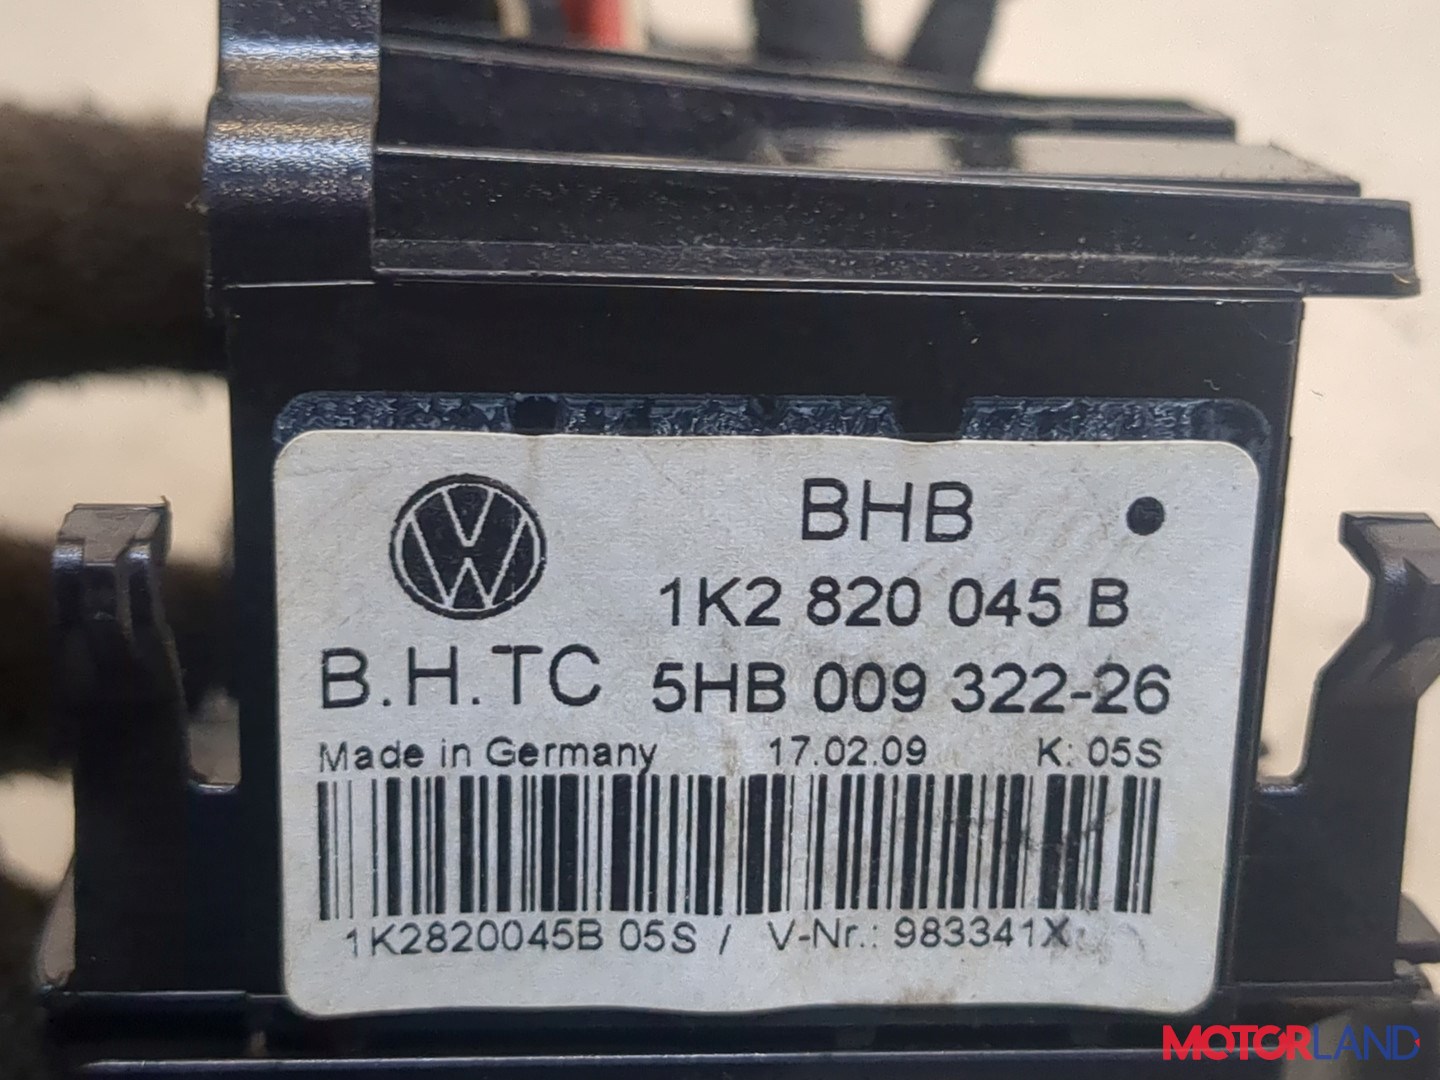 BHB
1K2 820 045 B
B.H.TC 5HB 009 322-26
Made in Germany 17.02.09 K: 05S
1K2820045B 05S / V-Nr.: 983341X
MOTORLAND